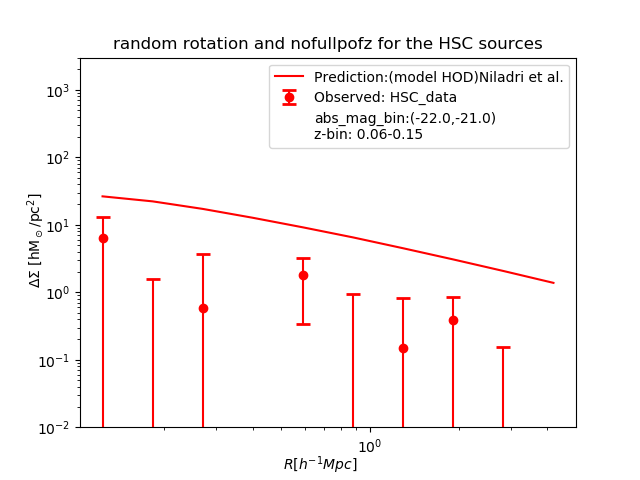 random rotation and nofullpofz for the HSC sources
Prediction:(model HOD)Niladri et al.
Observed: HSC_data
abs_mag_bin:(-22.0,-21.0)
z-bin: 0.06-0.15
10³
10²
10¹
10⁰
10⁻¹
10⁻²
ΔΣ [hM⊙/pc²]
10⁰
R[h⁻¹Mpc]